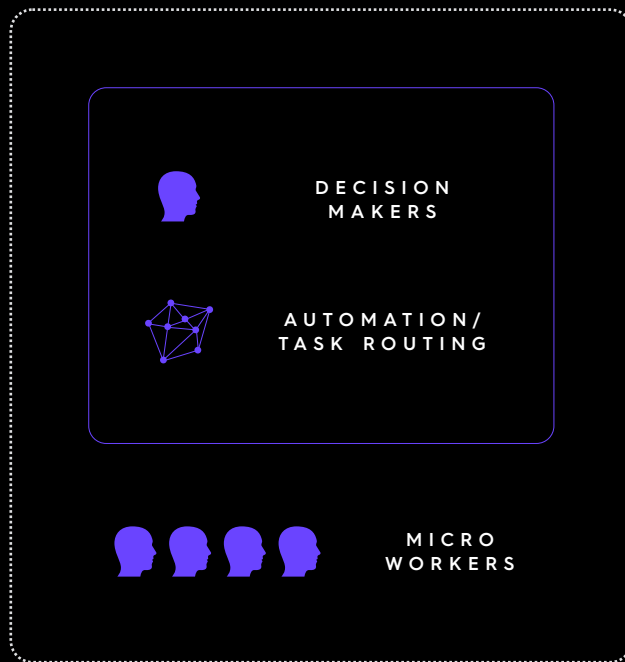 DECISION
MAKERS
AUTOMATION/
TASK ROUTING
MICRO
WORKERS